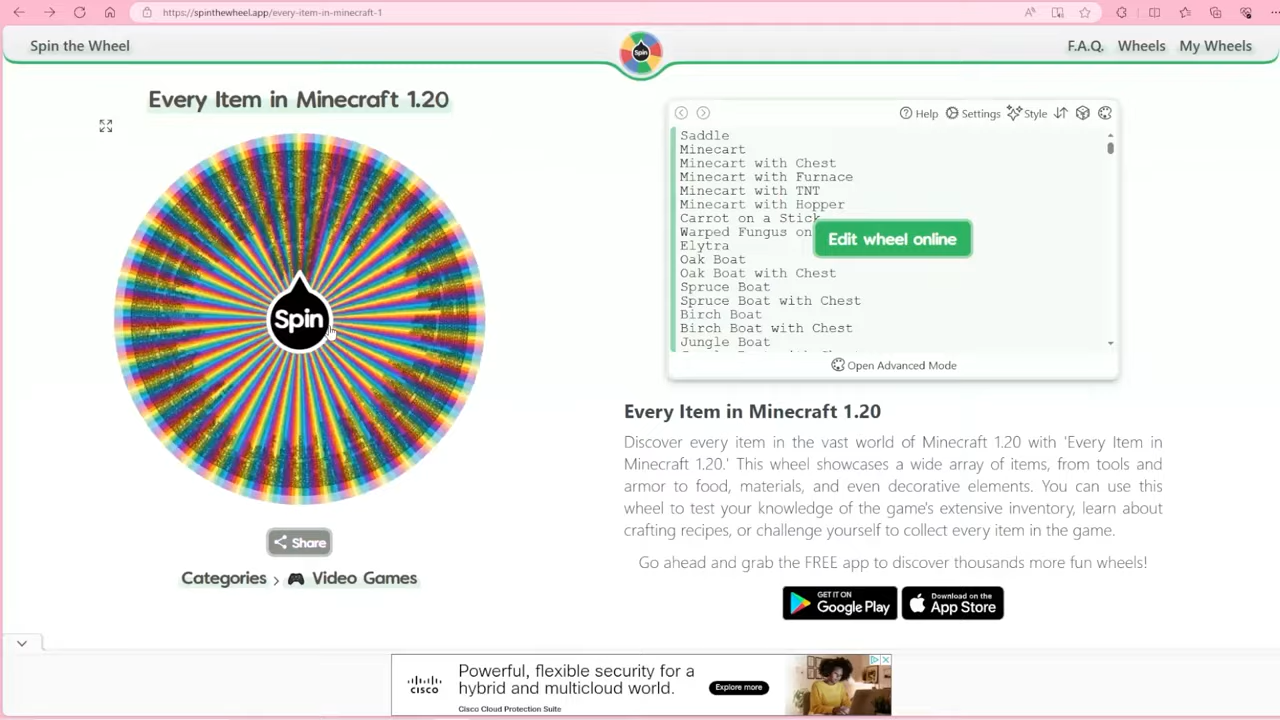 https://spinthewheel.app/every-item-in-minecraft-1
Spin the Wheel
Spin
F.A.Q. Wheels My Wheels
Every Item in Minecraft 1.20
Spin
Share
Categories > Video Games
Help Settings Style
Saddle
Minecart
Minecart with Chest
Minecart with Furnace
Minecart with TNT
Minecart with Hopper
Carrot on a Stick
Warped Fungus on
Elytra
Oak Boat
Oak Boat with Chest
Spruce Boat
Spruce Boat with Chest
Birch Boat
Birch Boat with Chest
Jungle Boat
Edit wheel online
Open Advanced Mode
Every Item in Minecraft 1.20
Discover every item in the vast world of Minecraft 1.20 with 'Every Item in
Minecraft 1.20.' This wheel showcases a wide array of items, from tools and
armor to food, materials, and even decorative elements. You can use this
wheel to test your knowledge of the game's extensive inventory, learn about
crafting recipes, or challenge yourself to collect every item in the game.
Go ahead and grab the FREE app to discover thousands more fun wheels!
GET IT ON
Google Play
Download on the
App Store
CISCO
Powerful, flexible security for a
hybrid and multicloud world.
Cisco Cloud Protection Suite
Explore more